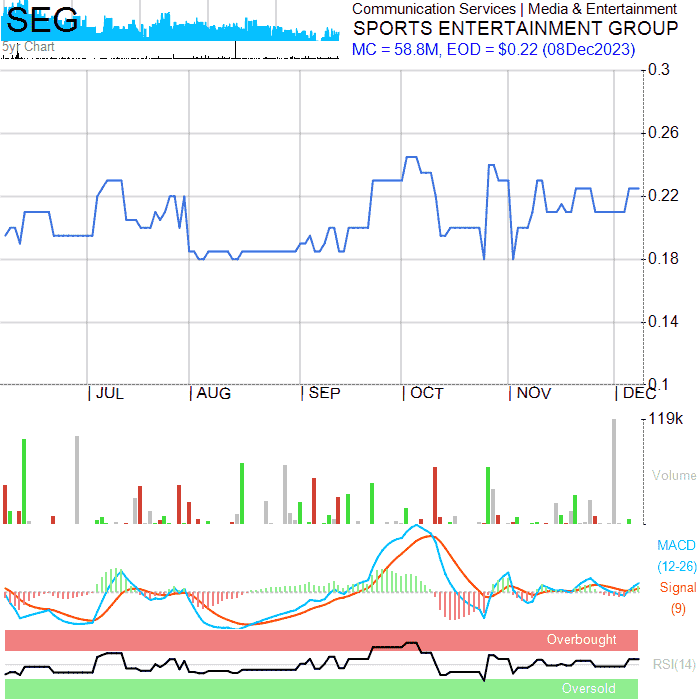 SEG
5yr Chart
Communication Services | Media & Entertainment
SPORTS ENTERTAINMENT GROUP
MC = 58.8M, EOD = $0.22 (08Dec2023)
0.3
0.26
0.22
0.18
0.14
0.1
JUL
AUG
SEP
OCT
NOV
DEC
119k
Volume
MACD
(12-26)
Signal
(9)
Overbought
RSI(14)
Oversold